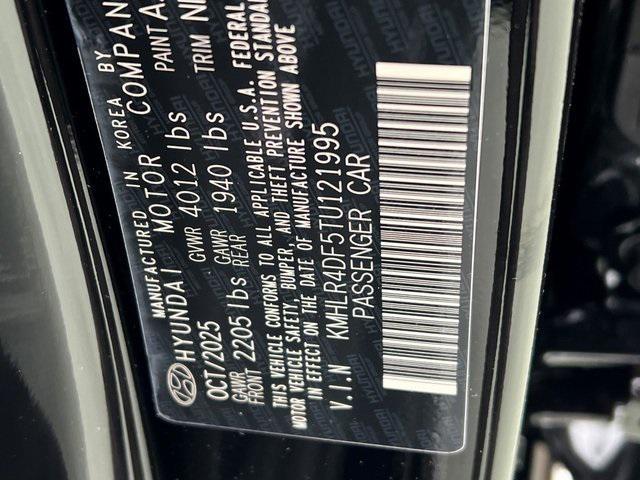 MANUFACTURED IN KOREA BY
HYUNDAI MOTOR COMPAN
OCT/2025 GVWR 4012 lbs PAINT A
GAWR FRONT 2205 lbs GAWR REAR 1940 lbs TRIM N
THIS VEHICLE CONFORMS TO ALL APPLICABLE U.S.A. FEDERAL
MOTOR VEHICLE SAFETY, BUMPER, AND THEFT PREVENTION STANDAR
IN EFFECT ON THE DATE OF MANUFACTURE SHOWN ABOVE
V.I.N KMHLR4DF5TU121995
PASSENGER CAR